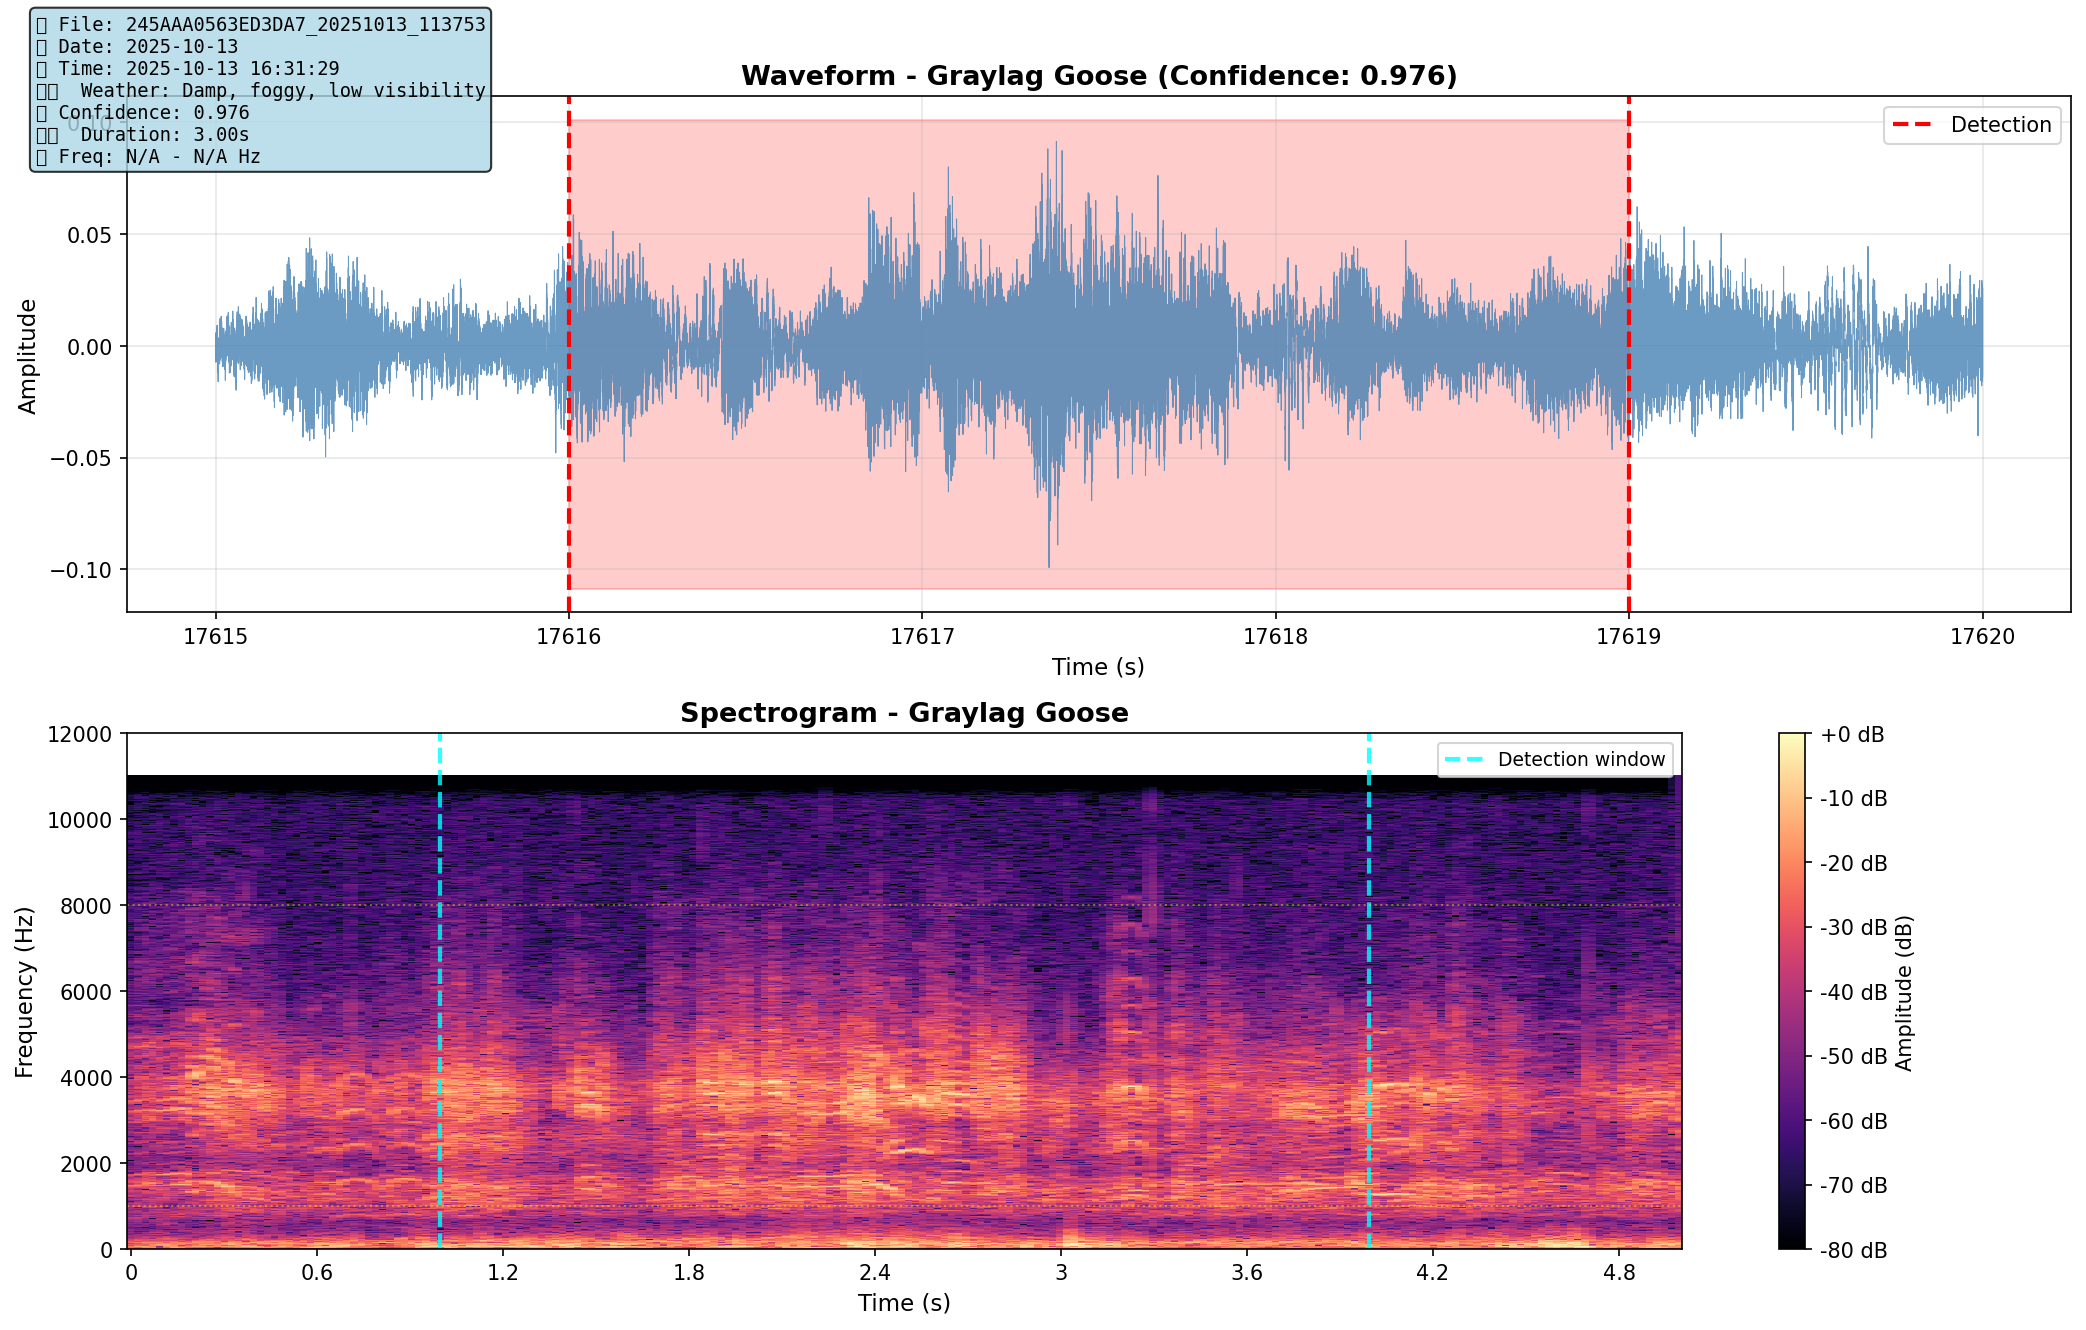 File: 245AAA0563ED3DA7_20251013_113753
Date: 2025-10-13
Time: 2025-10-13 16:31:29
Weather: Damp, foggy, low visibility
Confidence: 0.976
Duration: 3.00s
Freq: N/A - N/A Hz
Waveform - Graylag Goose (Confidence: 0.976)
Detection
Amplitude
0.10
0.05
0.00
−0.05
−0.10
17615
17616
17617
17618
17619
17620
Time (s)
Spectrogram - Graylag Goose
Detection window
Frequency (Hz)
12000
10000
8000
6000
4000
2000
0
0
0.6
1.2
1.8
2.4
3
3.6
4.2
4.8
Time (s)
+0 dB
-10 dB
-20 dB
-30 dB
-40 dB
-50 dB
-60 dB
-70 dB
-80 dB
Amplitude (dB)